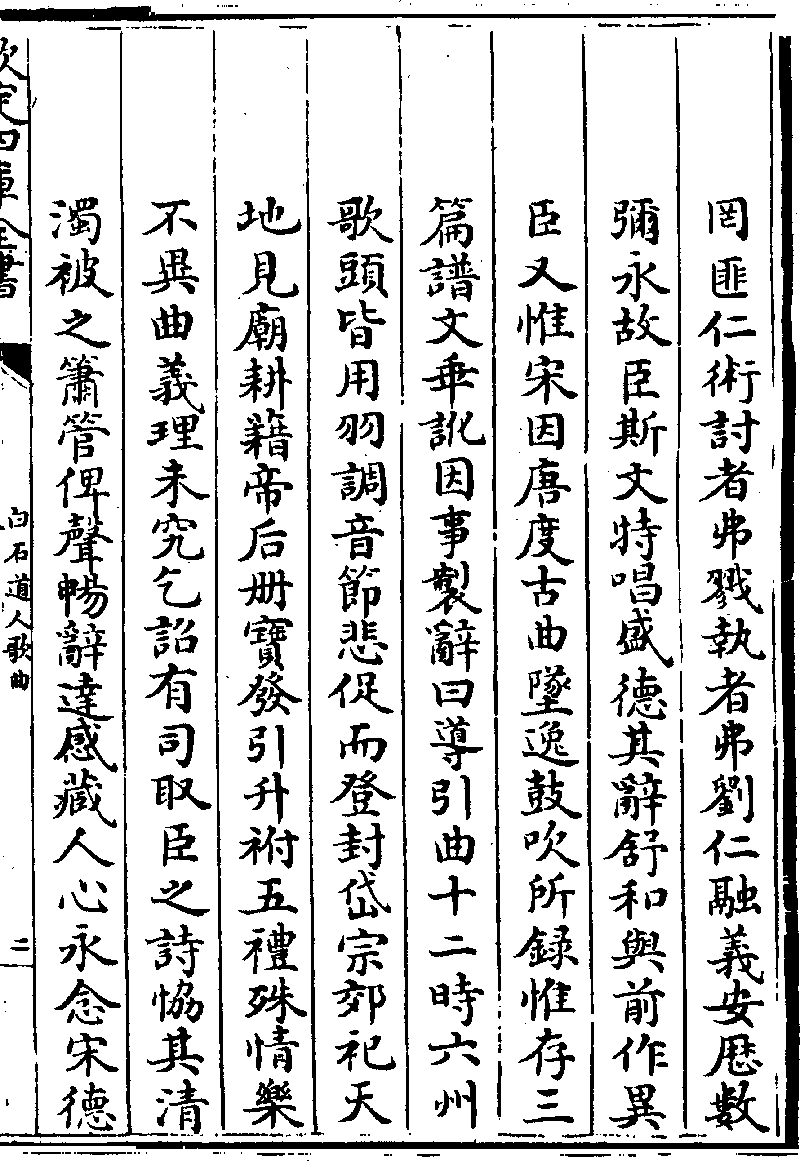 罔匪仁術討者弗戮執者弗劉仁融義安厯數
彌永故臣斯文特唱盛德其辭舒和與前作異
臣又惟宋因唐度古曲墜逸鼓吹所録惟存三
篇譜文乖訛因事製辭曰導引曲十二時六州
歌頭皆用羽調音節悲促而登封岱宗郊祀天
地見廟耕籍帝后册寶發引升祔五禮殊情樂
不異曲義理未究乞詔有司取臣之詩恊其清
濁被之簫管俾聲暢辭達感藏人心永念宋德
欽定四庫全書
白石道人歌曲
二